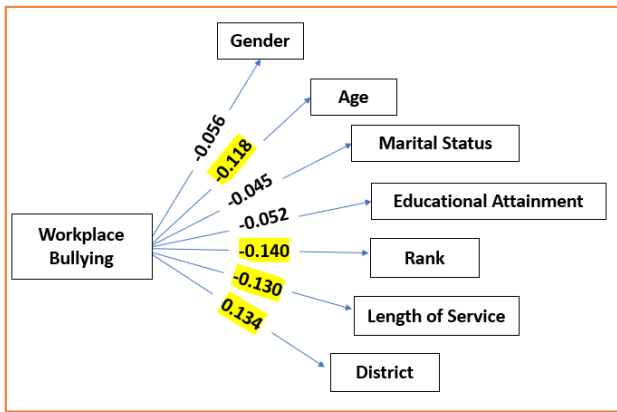 Gender
-0.056
Age
-0.118
Marital Status
-0.045
Educational Attainment
-0.052
Workplace
Bullying
-0.140
Rank
-0.130
Length of Service
0.134
District